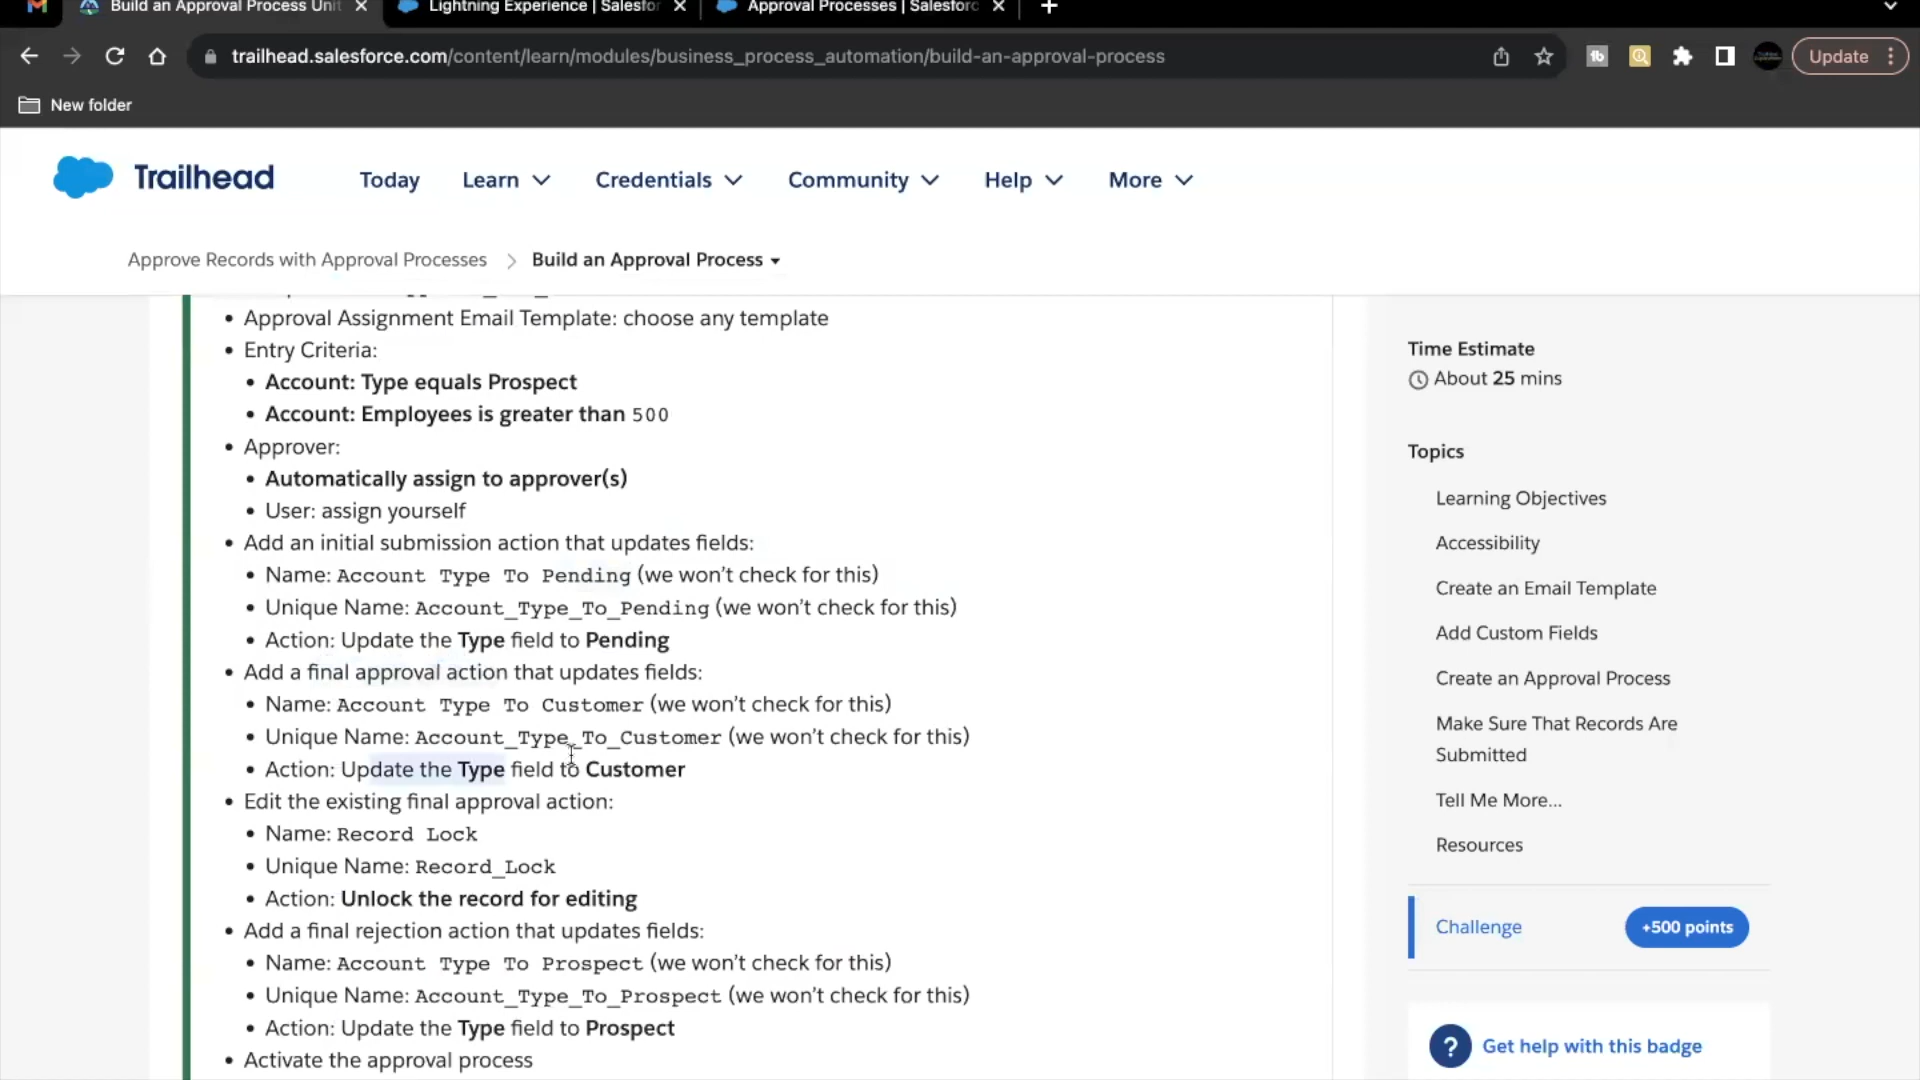 Build an Approval Process Unit
Lightning Experience | Salesfor
Approval Processes | Salesforc
trailhead.salesforce.com/content/learn/modules/business_process_automation/build-an-approval-process
Update
New folder
Trailhead
Today
Learn
Credentials
Community
Help
More
Approve Records with Approval Processes
Build an Approval Process
• Approval Assignment Email Template: choose any template
• Entry Criteria:
• Account: Type equals Prospect
• Account: Employees is greater than 500
• Approver:
• Automatically assign to approver(s)
• User: assign yourself
• Add an initial submission action that updates fields:
• Name: Account Type To Pending (we won’t check for this)
• Unique Name: Account_Type_To_Pending (we won’t check for this)
• Action: Update the Type field to Pending
• Add a final approval action that updates fields:
• Name: Account Type To Customer (we won’t check for this)
• Unique Name: Account_Type_To_Customer (we won’t check for this)
• Action: Update the Type field to Customer
• Edit the existing final approval action:
• Name: Record Lock
• Unique Name: Record_Lock
• Action: Unlock the record for editing
• Add a final rejection action that updates fields:
• Name: Account Type To Prospect (we won’t check for this)
• Unique Name: Account_Type_To_Prospect (we won’t check for this)
• Action: Update the Type field to Prospect
• Activate the approval process
Time Estimate
About 25 mins
Topics
Learning Objectives
Accessibility
Create an Email Template
Add Custom Fields
Create an Approval Process
Make Sure That Records Are
Submitted
Tell Me More...
Resources
Challenge
+500 points
? Get help with this badge